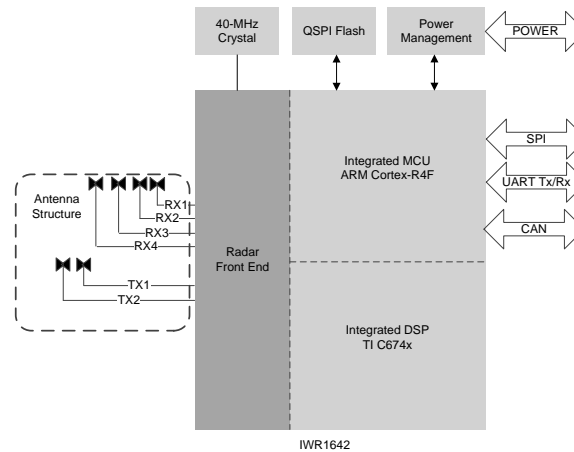 40-MHz
Crystal
QSPI Flash
Power
Management
POWER
SPI
UART Tx/Rx
CAN
Integrated MCU
ARM Cortex-R4F
Antenna
Structure
RX1
RX2
RX3
RX4
TX1
TX2
Radar
Front End
Integrated DSP
TI C674x
IWR1642